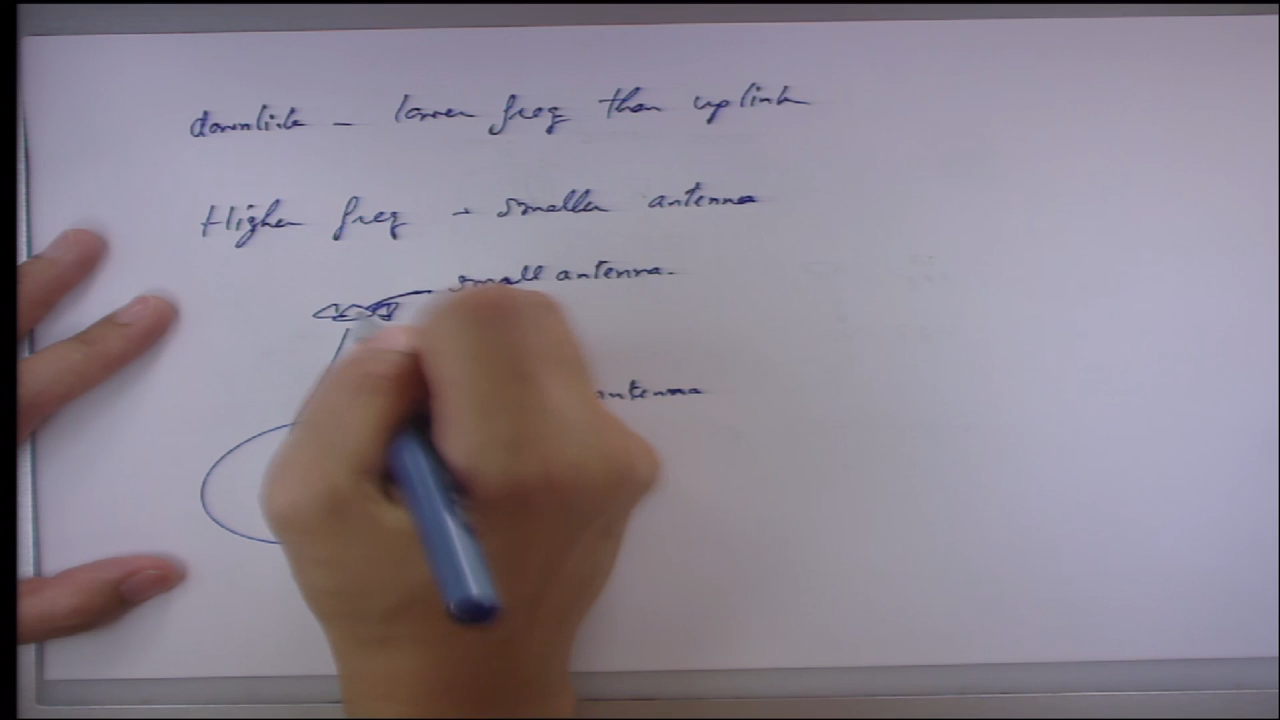 downlink - lower freq than uplink
Higher freq → smaller antenna
small antenna.
antenna